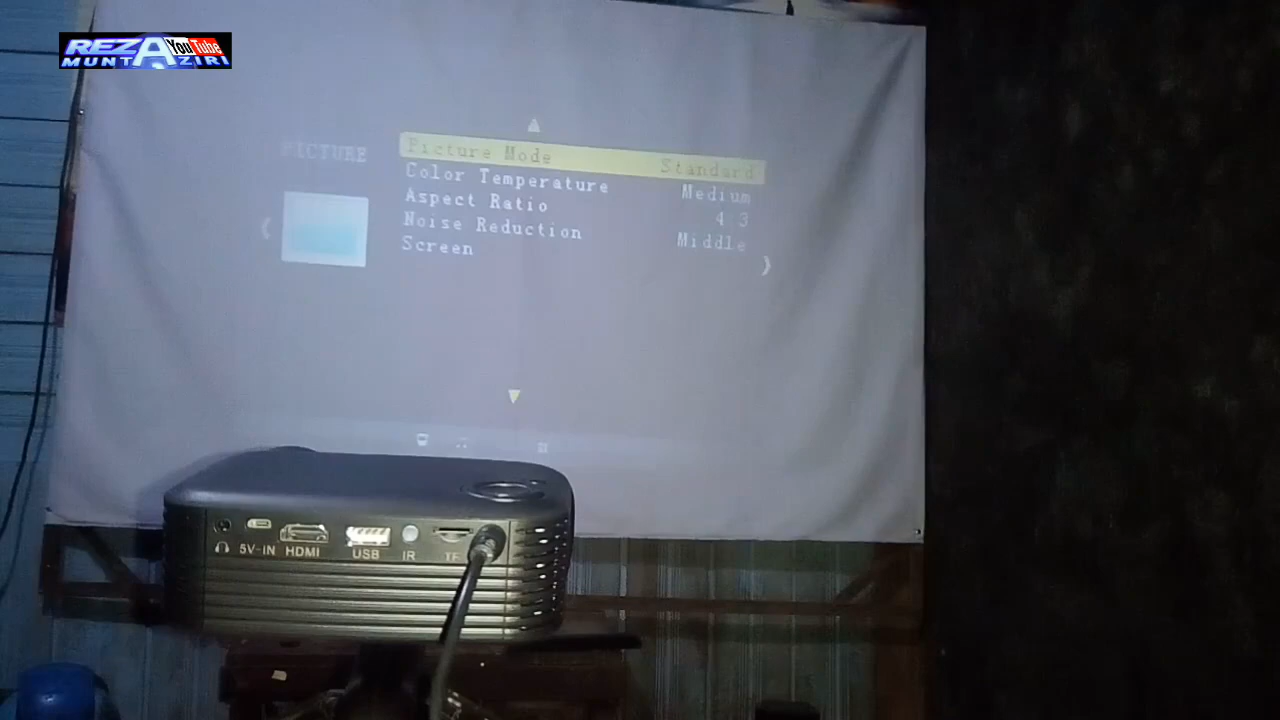 REZA YouTube
MUNTAZIRI
PICTURE
Picture Mode Standard
Color Temperature Medium
Aspect Ratio 4 3
Noise Reduction Middle
Screen
5V-IN HDMI USB IR TF